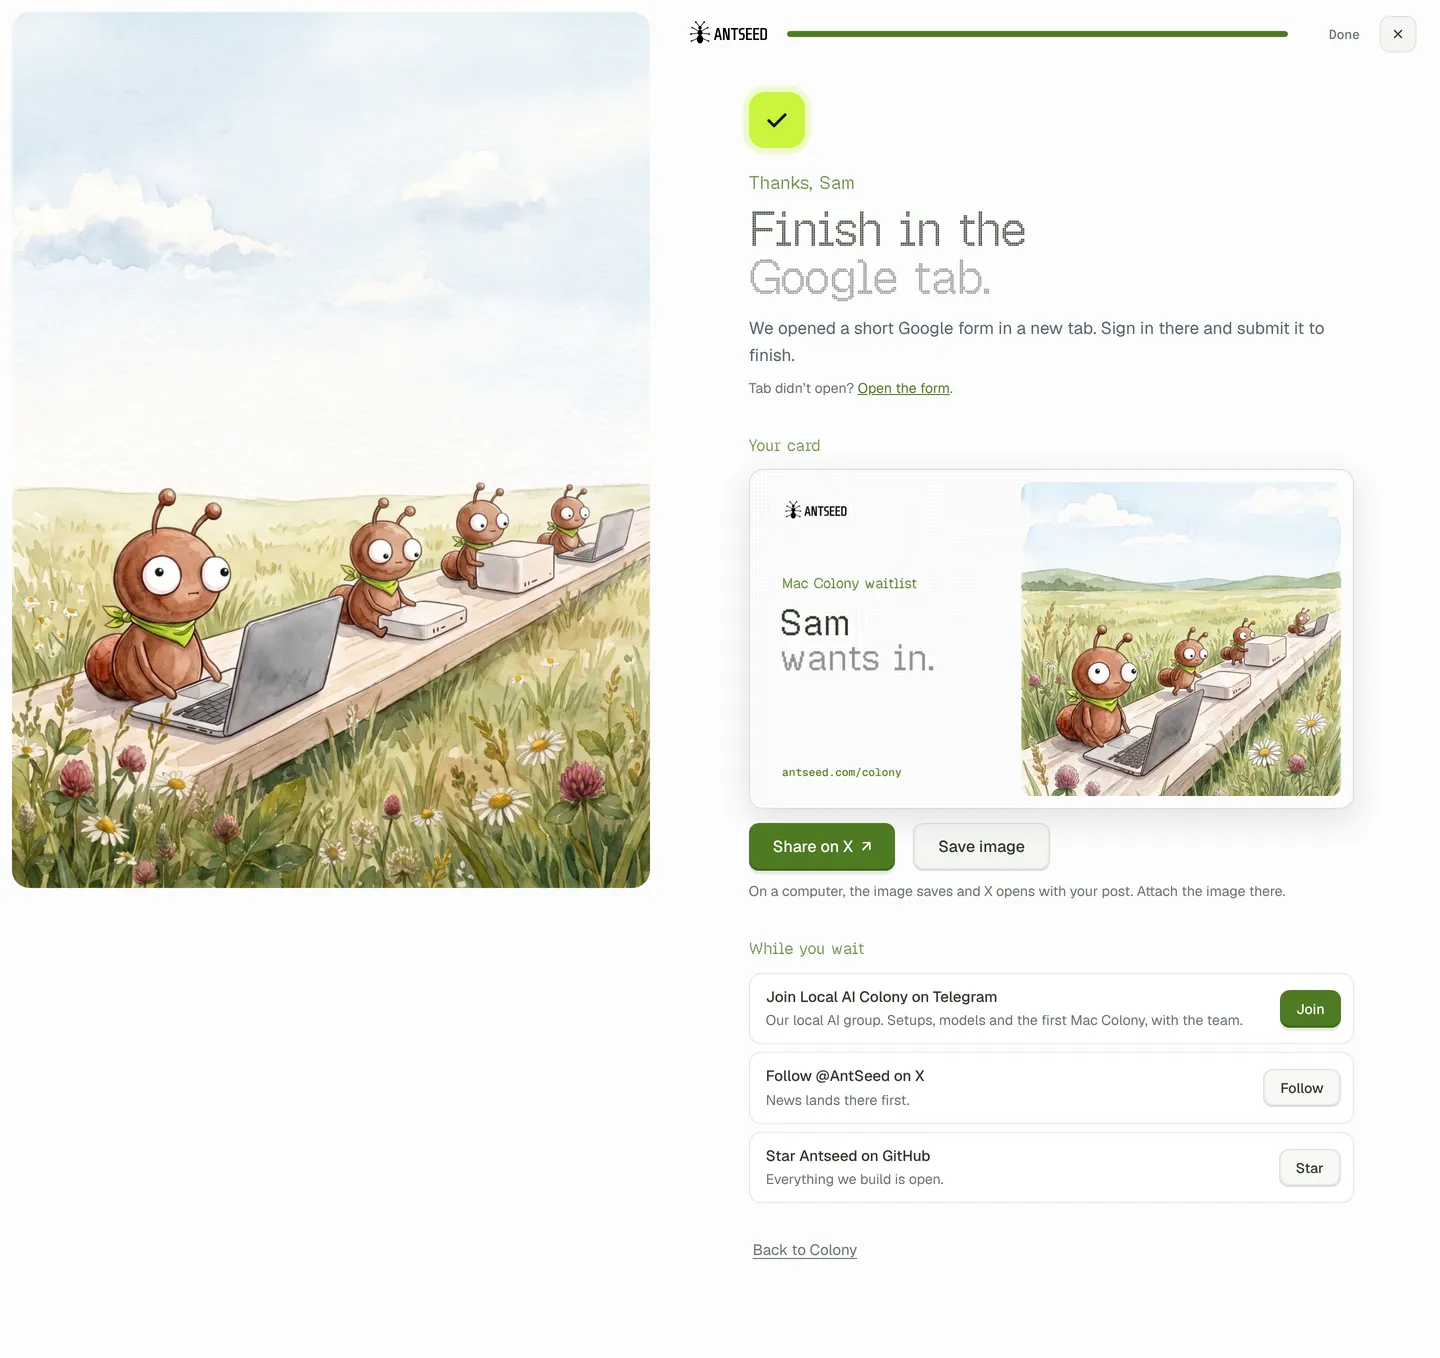 ANTSEED
Done
Thanks, Sam
Finish in the
Google tab.
We opened a short Google form in a new tab. Sign in there and submit it to
finish.
Tab didn't open? Open the form.
Your card
ANTSEED
Mac Colony waitlist
Sam
wants in.
antseed.com/colony
Share on X ↗
Save image
On a computer, the image saves and X opens with your post. Attach the image there.
While you wait
Join Local AI Colony on Telegram
Our local AI group. Setups, models and the first Mac Colony, with the team.
Join
Follow @AntSeed on X
News lands there first.
Follow
Star Antseed on GitHub
Everything we build is open.
Star
Back to Colony